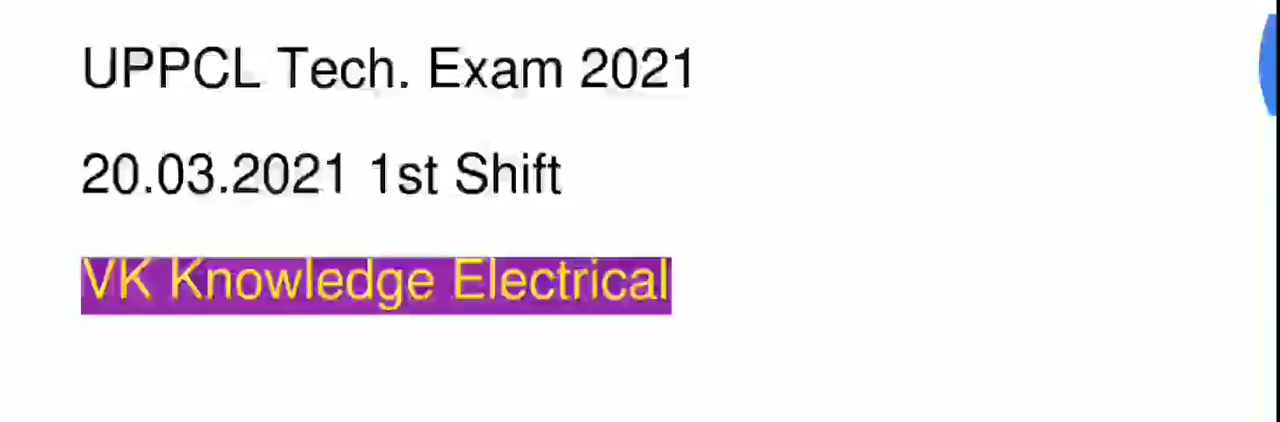 UPPCL Tech. Exam 2021
20.03.2021 1st Shift
VK Knowledge Electrical